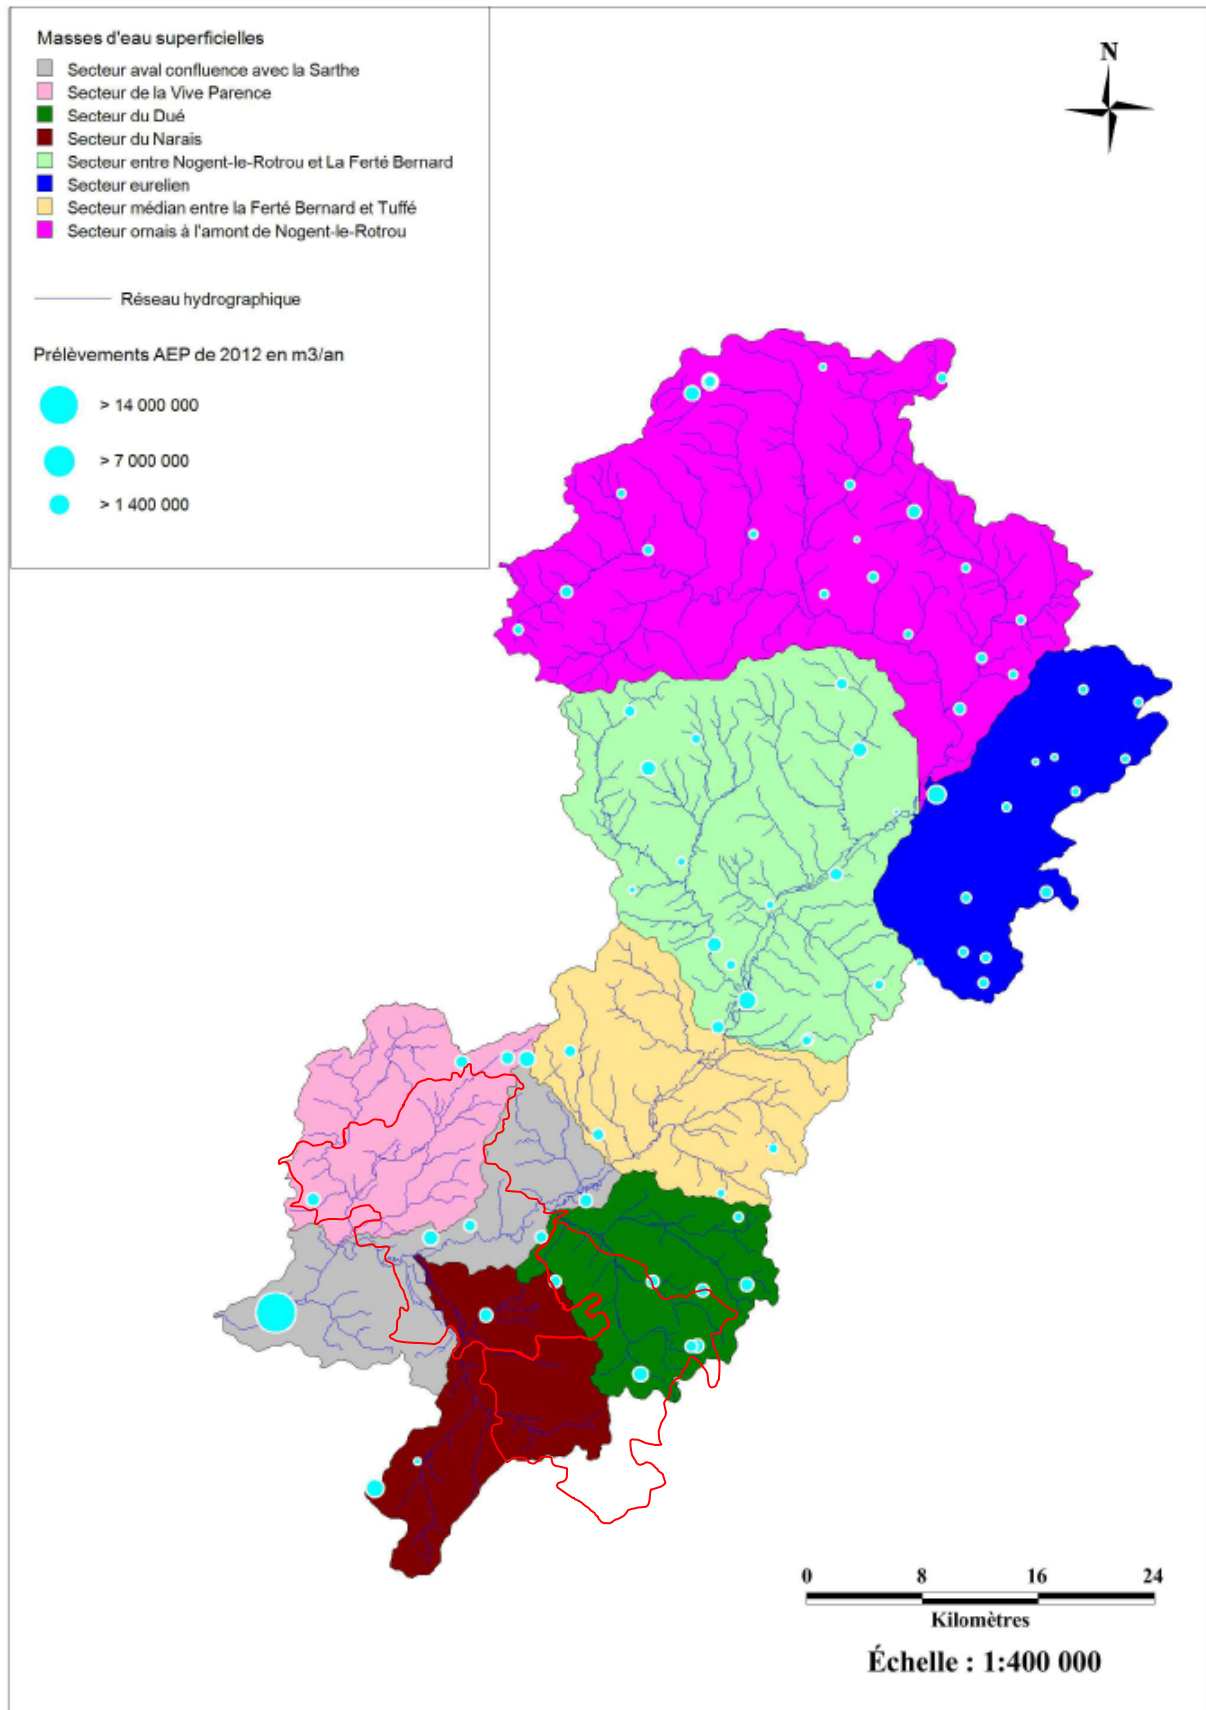 Masses d'eau superficielles
Secteur aval confluence avec la Sarthe
Secteur de la Vive Parence
Secteur du Dué
Secteur du Narais
Secteur entre Nogent-le-Rotrou et La Ferté Bernard
Secteur eurelien
Secteur médian entre la Ferté Bernard et Tuffé
Secteur ornais à l'amont de Nogent-le-Rotrou
Réseau hydrographique
Prélèvements AEP de 2012 en m3/an
> 14 000 000
> 7 000 000
> 1 400 000
N
0 8 16 24
Kilomètres
Échelle : 1:400 000